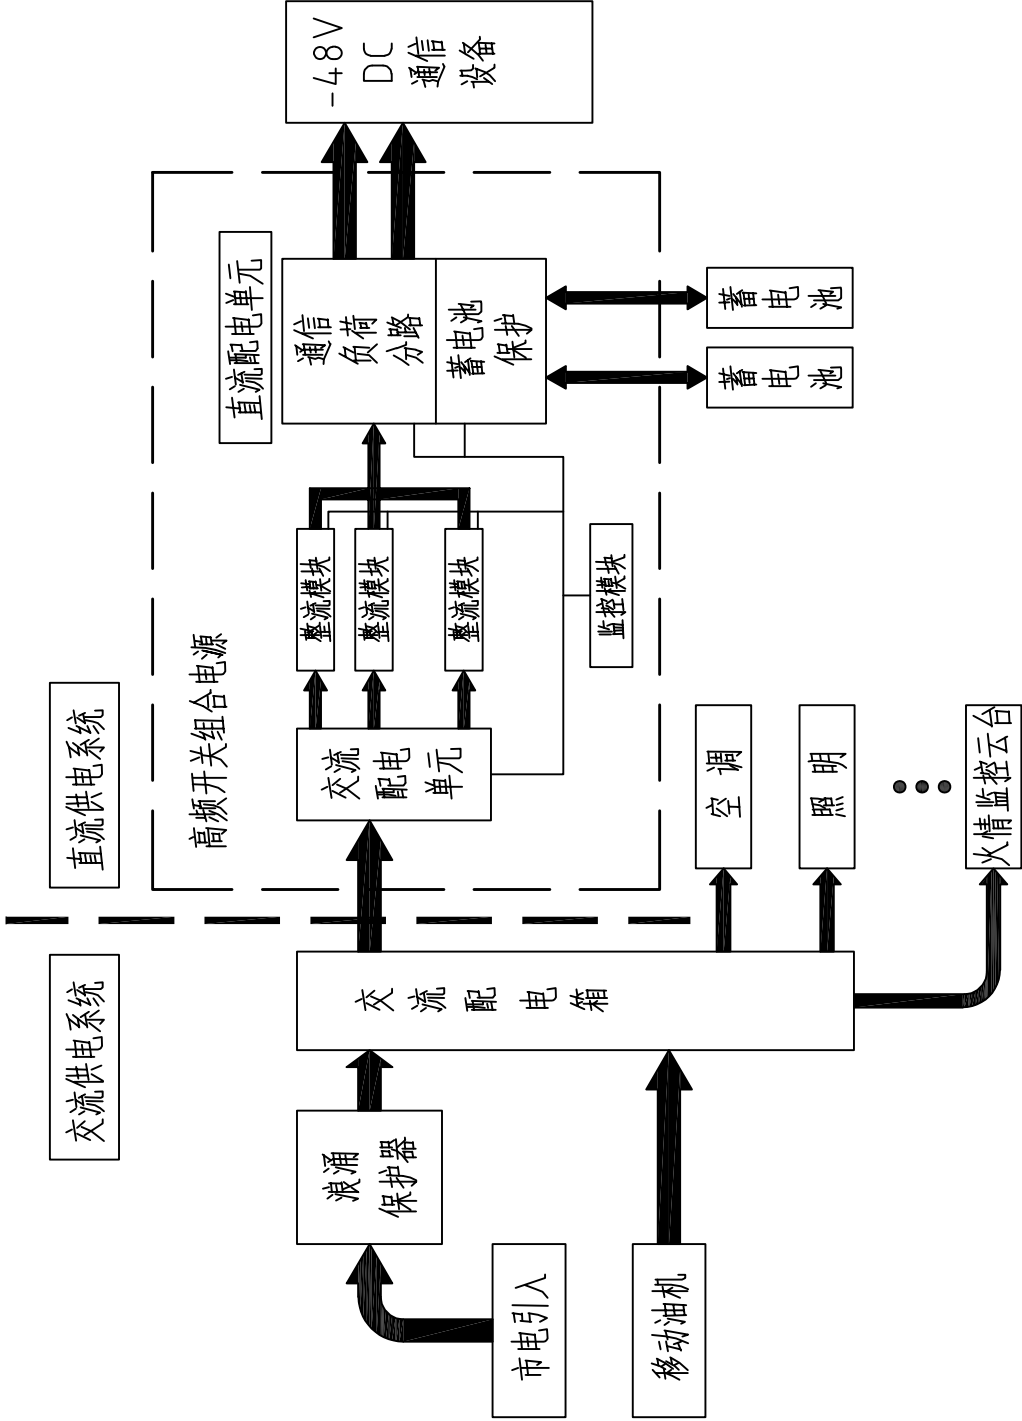 交流供电系统
直流供电系统
高频开关组合电源
直流配电单元
市电引入
移动油机
浪涌
保护器
交
流
配
电
箱
交流
配电
单元
整流模块
整流模块
整流模块
监控模块
通信
负荷
分路
蓄电池
保护
-48V
DC
通信
设备
蓄
电
池
蓄
电
池
空 调
照 明
火情监控云台